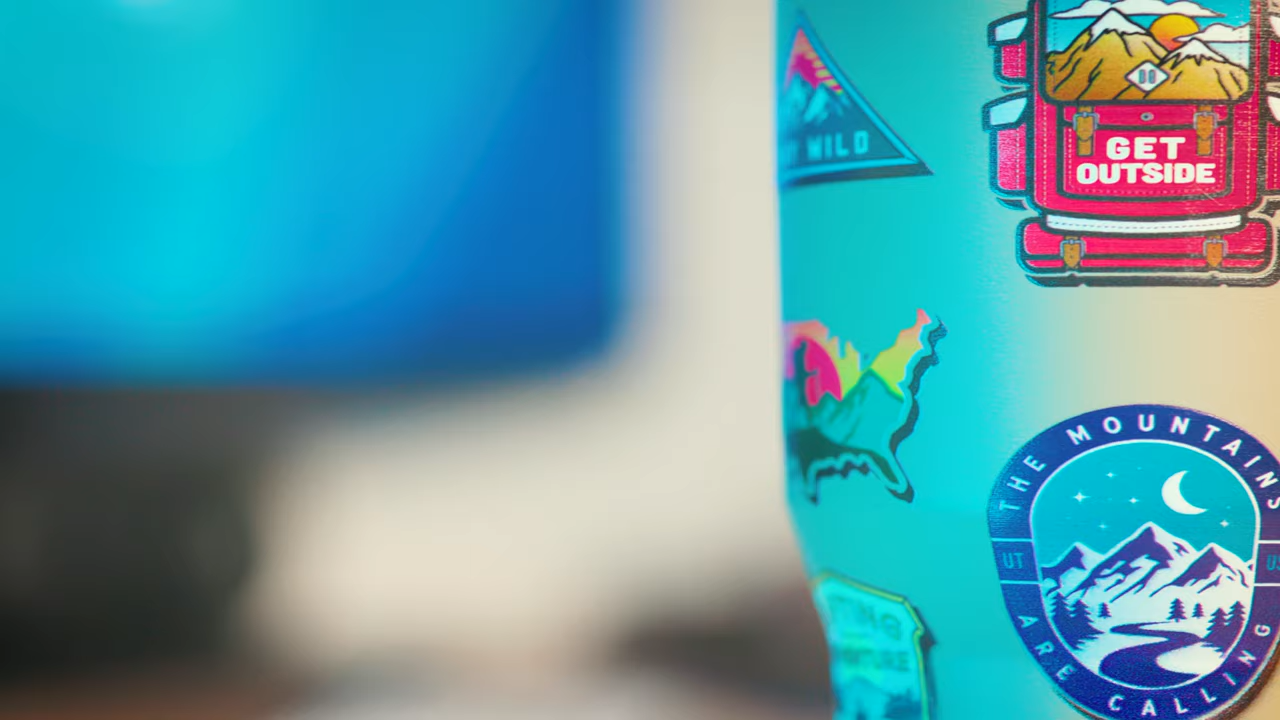 WILD
GET
OUTSIDE
THE MOUNTAINS
UT
ARE CALLING